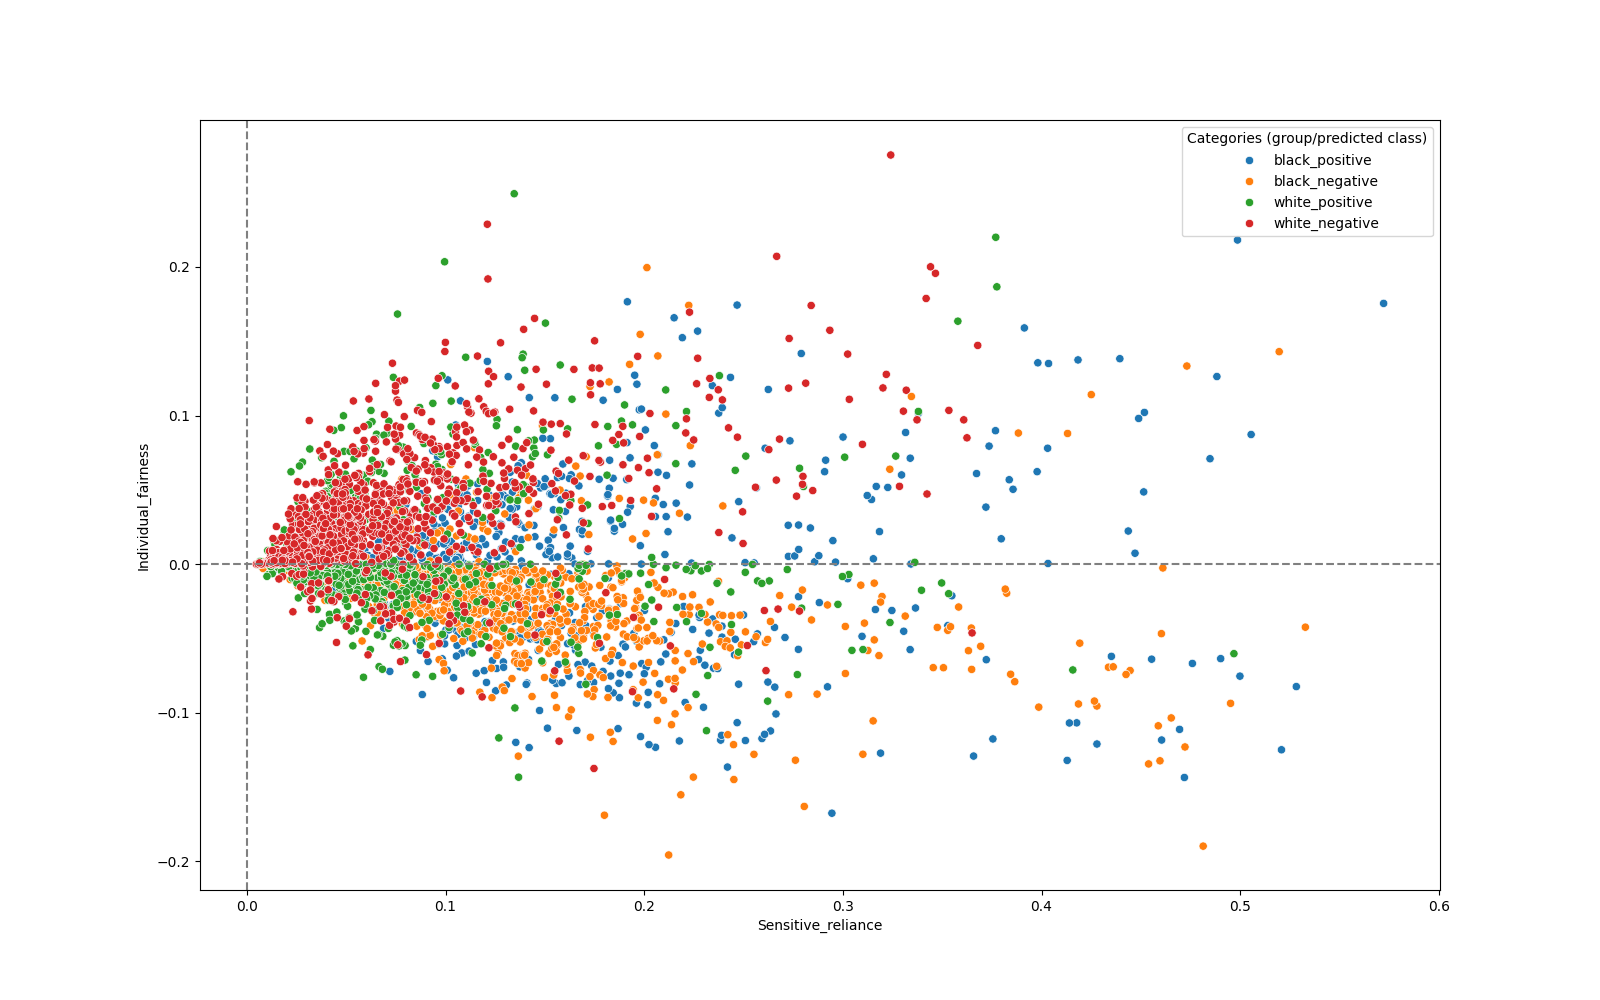 Categories (group/predicted class)
black_positive
black_negative
white_positive
white_negative
Individual_fairness
0.2
0.1
0.0
−0.1
−0.2
0.0 0.1 0.2 0.3 0.4 0.5 0.6
Sensitive_reliance